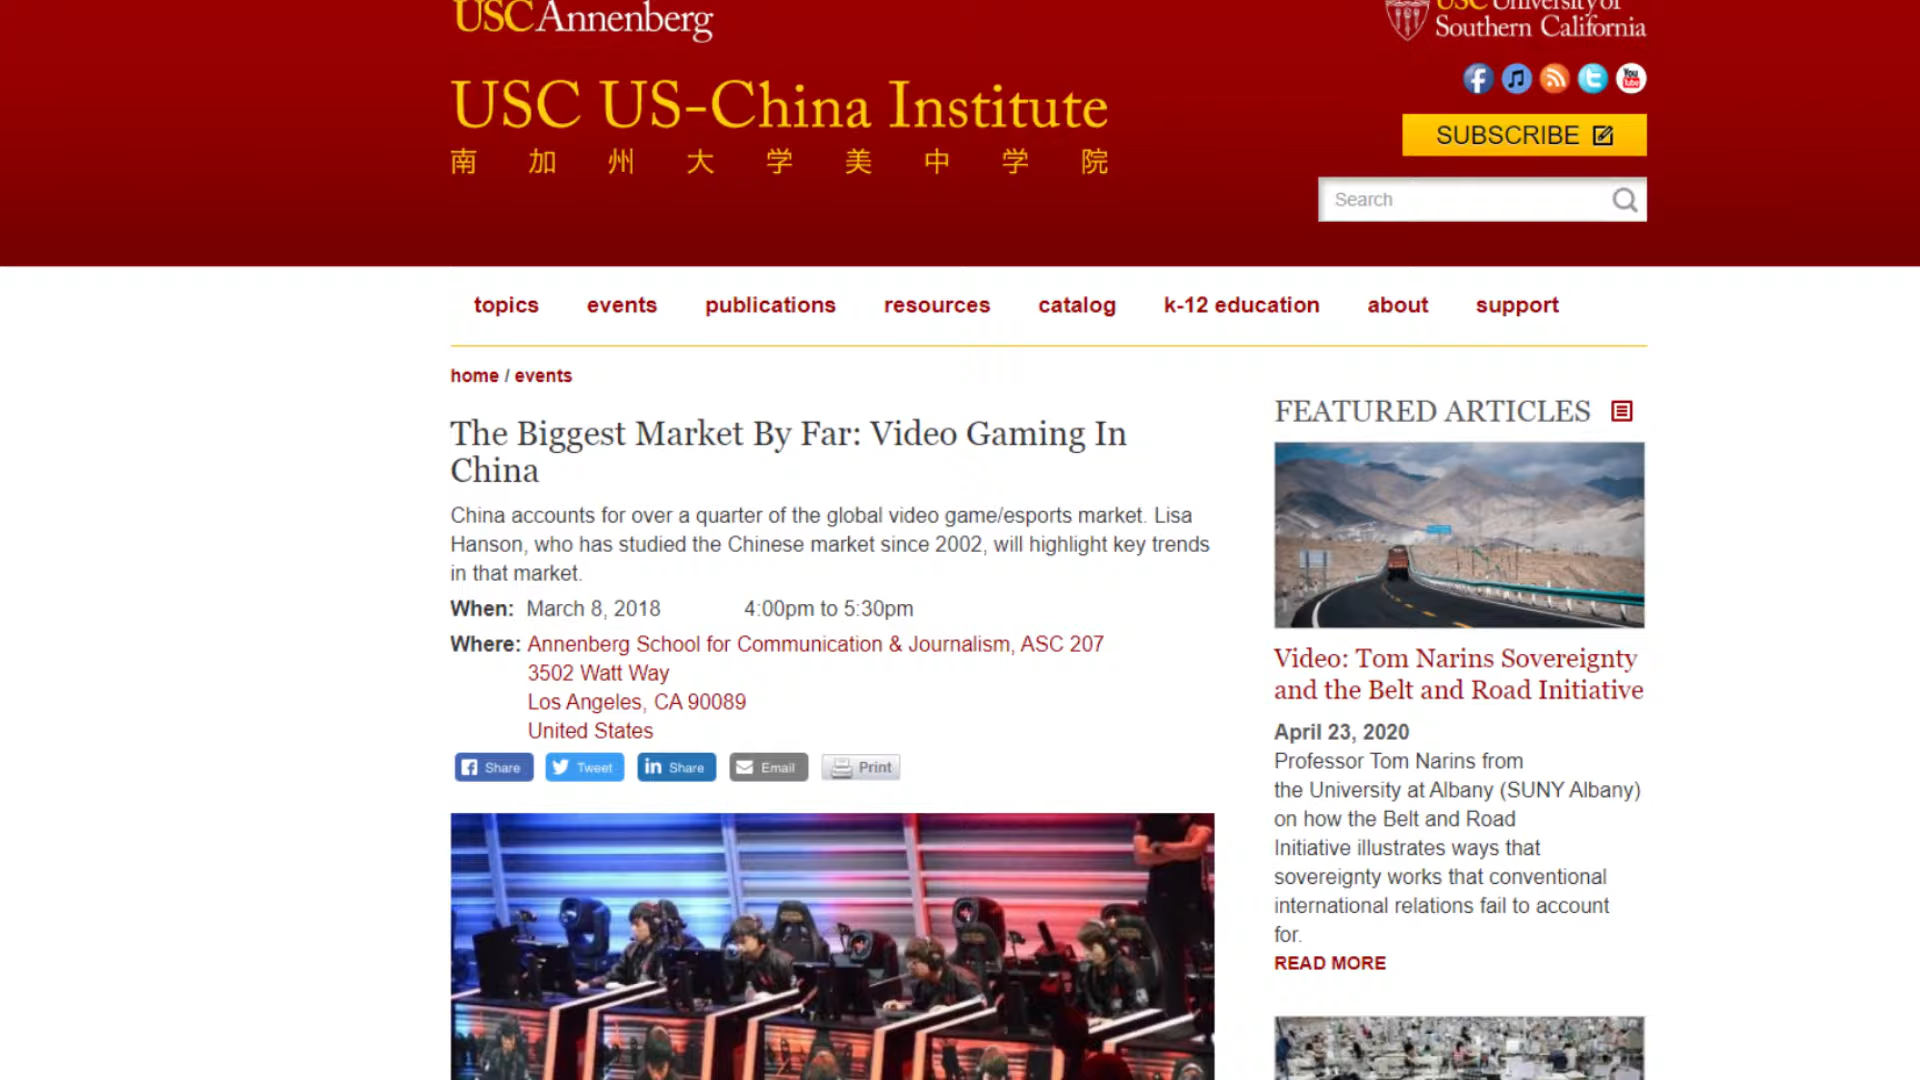 USC Annenberg
USC University of
Southern California
USC US-China Institute
南加州大学美中学院
SUBSCRIBE
Search
topics events publications resources catalog k-12 education about support
home / events
The Biggest Market By Far: Video Gaming In
China
China accounts for over a quarter of the global video game/esports market. Lisa
Hanson, who has studied the Chinese market since 2002, will highlight key trends
in that market.
When: March 8, 2018 4:00pm to 5:30pm
Where: Annenberg School for Communication & Journalism, ASC 207
3502 Watt Way
Los Angeles, CA 90089
United States
Share Tweet Share Email Print
FEATURED ARTICLES
Video: Tom Narins Sovereignty
and the Belt and Road Initiative
April 23, 2020
Professor Tom Narins from
the University at Albany (SUNY Albany)
on how the Belt and Road
Initiative illustrates ways that
sovereignty works that conventional
international relations fail to account
for.
READ MORE